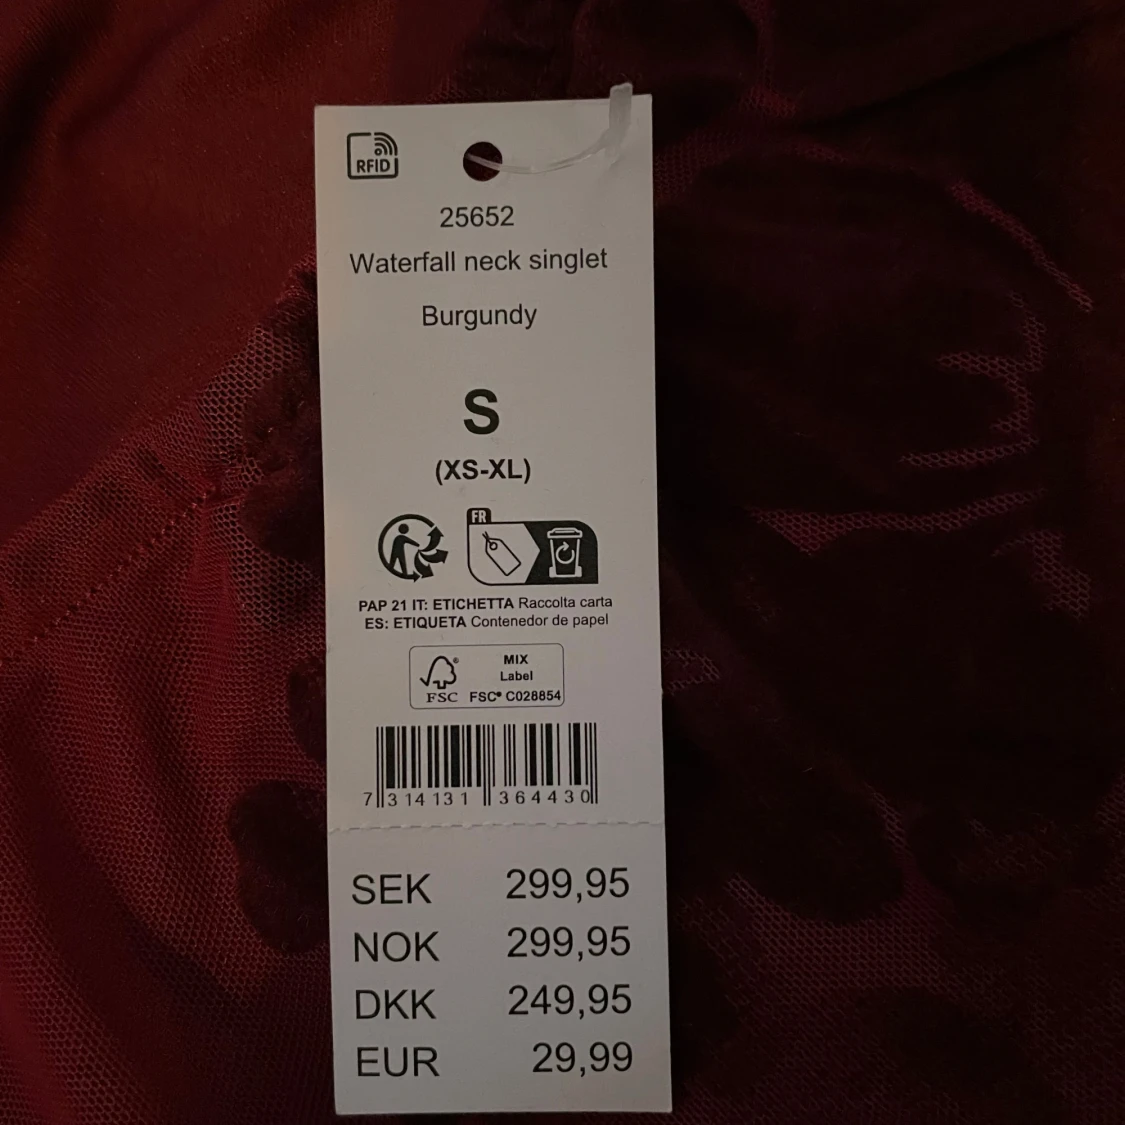 RFID
25652
Waterfall neck singlet
Burgundy
S
(XS-XL)
FR
PAP 21 IT: ETICHETTA Raccolta carta
ES: ETIQUETA Contenedor de papel
MIX
Label
FSC® C028854
FSC
7 314131 364430
SEK 299,95
NOK 299,95
DKK 249,95
EUR 29,99